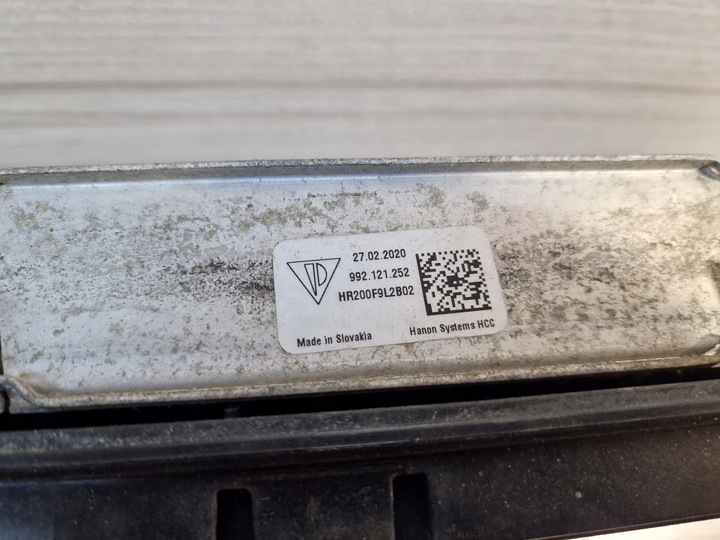 27.02.2020
992.121.252
HR200F9L2B02
Made in Slovakia
Hanon Systems HCC